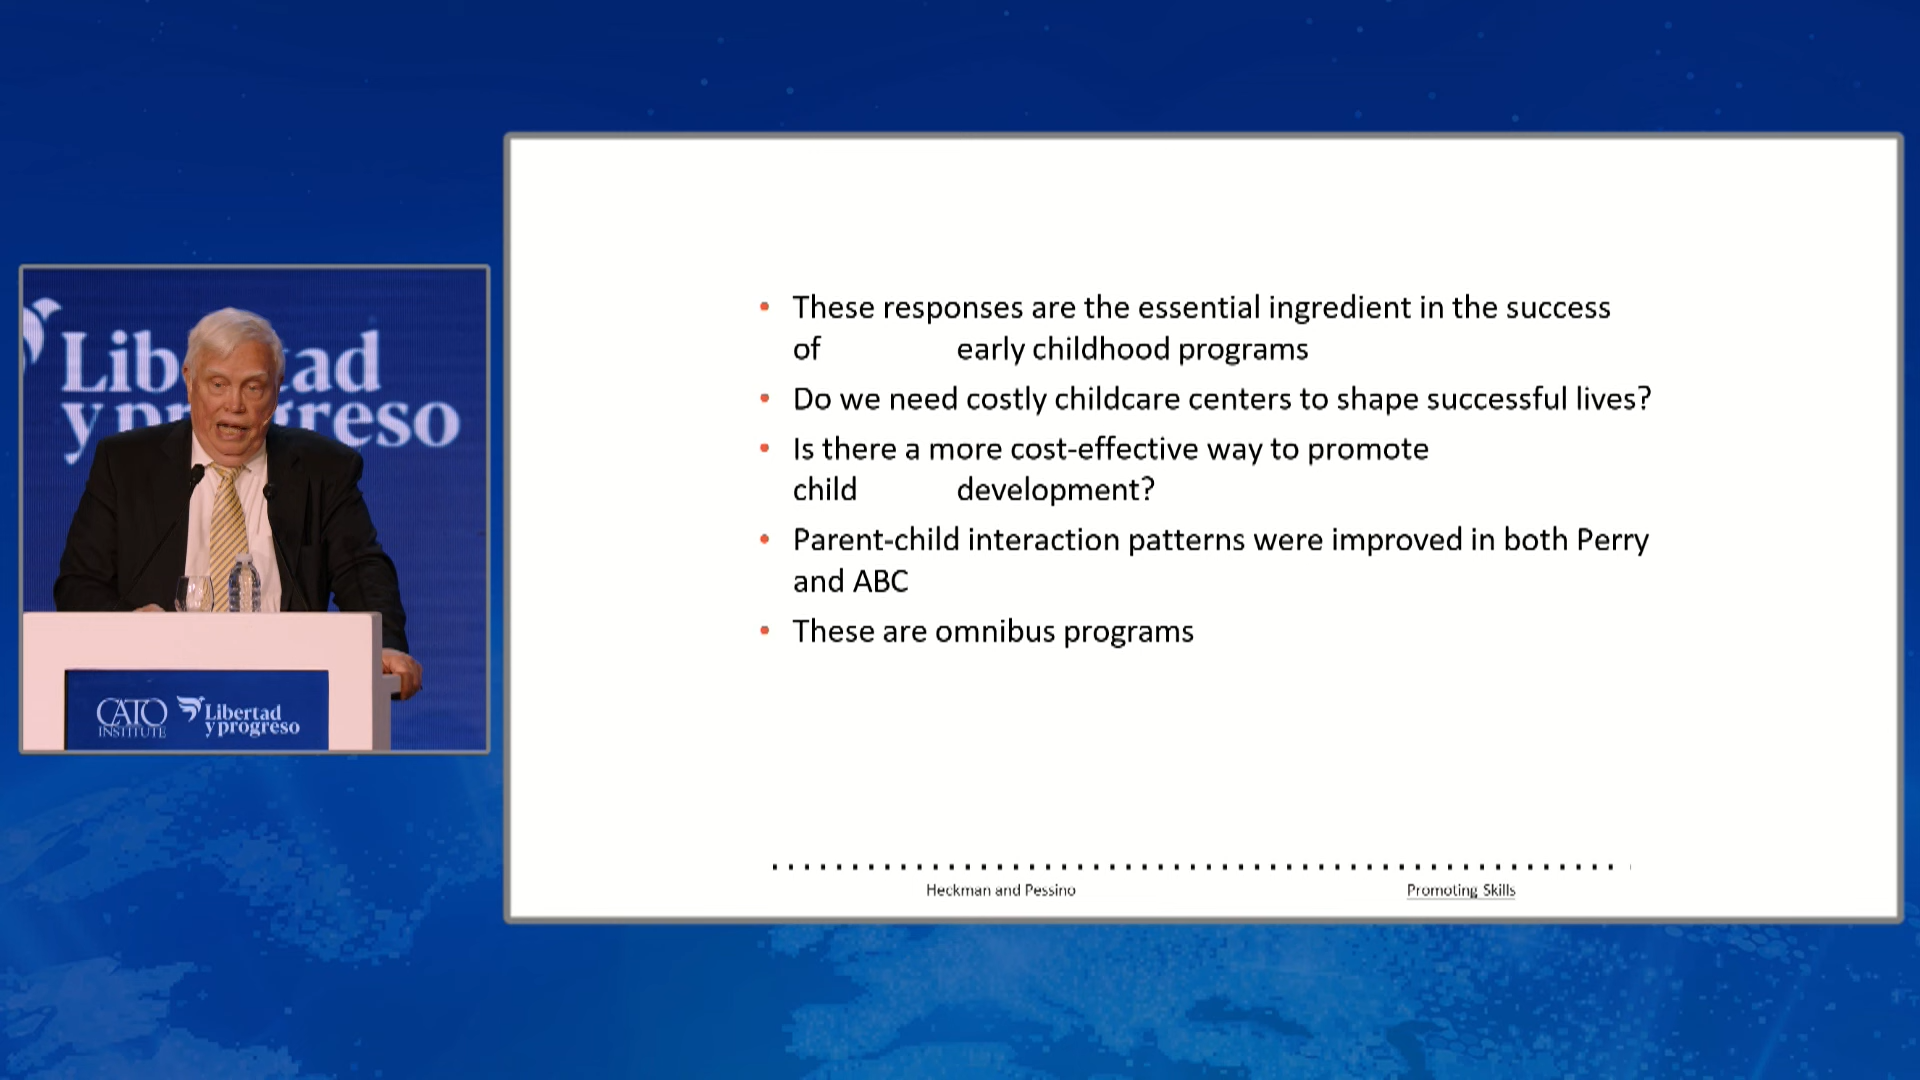 Libertad
y progreso
CATO
INSTITUTE
Libertad
y progreso
• These responses are the essential ingredient in the success
of early childhood programs
• Do we need costly childcare centers to shape successful lives?
• Is there a more cost-effective way to promote
child development?
• Parent-child interaction patterns were improved in both Perry
and ABC
• These are omnibus programs
Heckman and Pessino
Promoting Skills